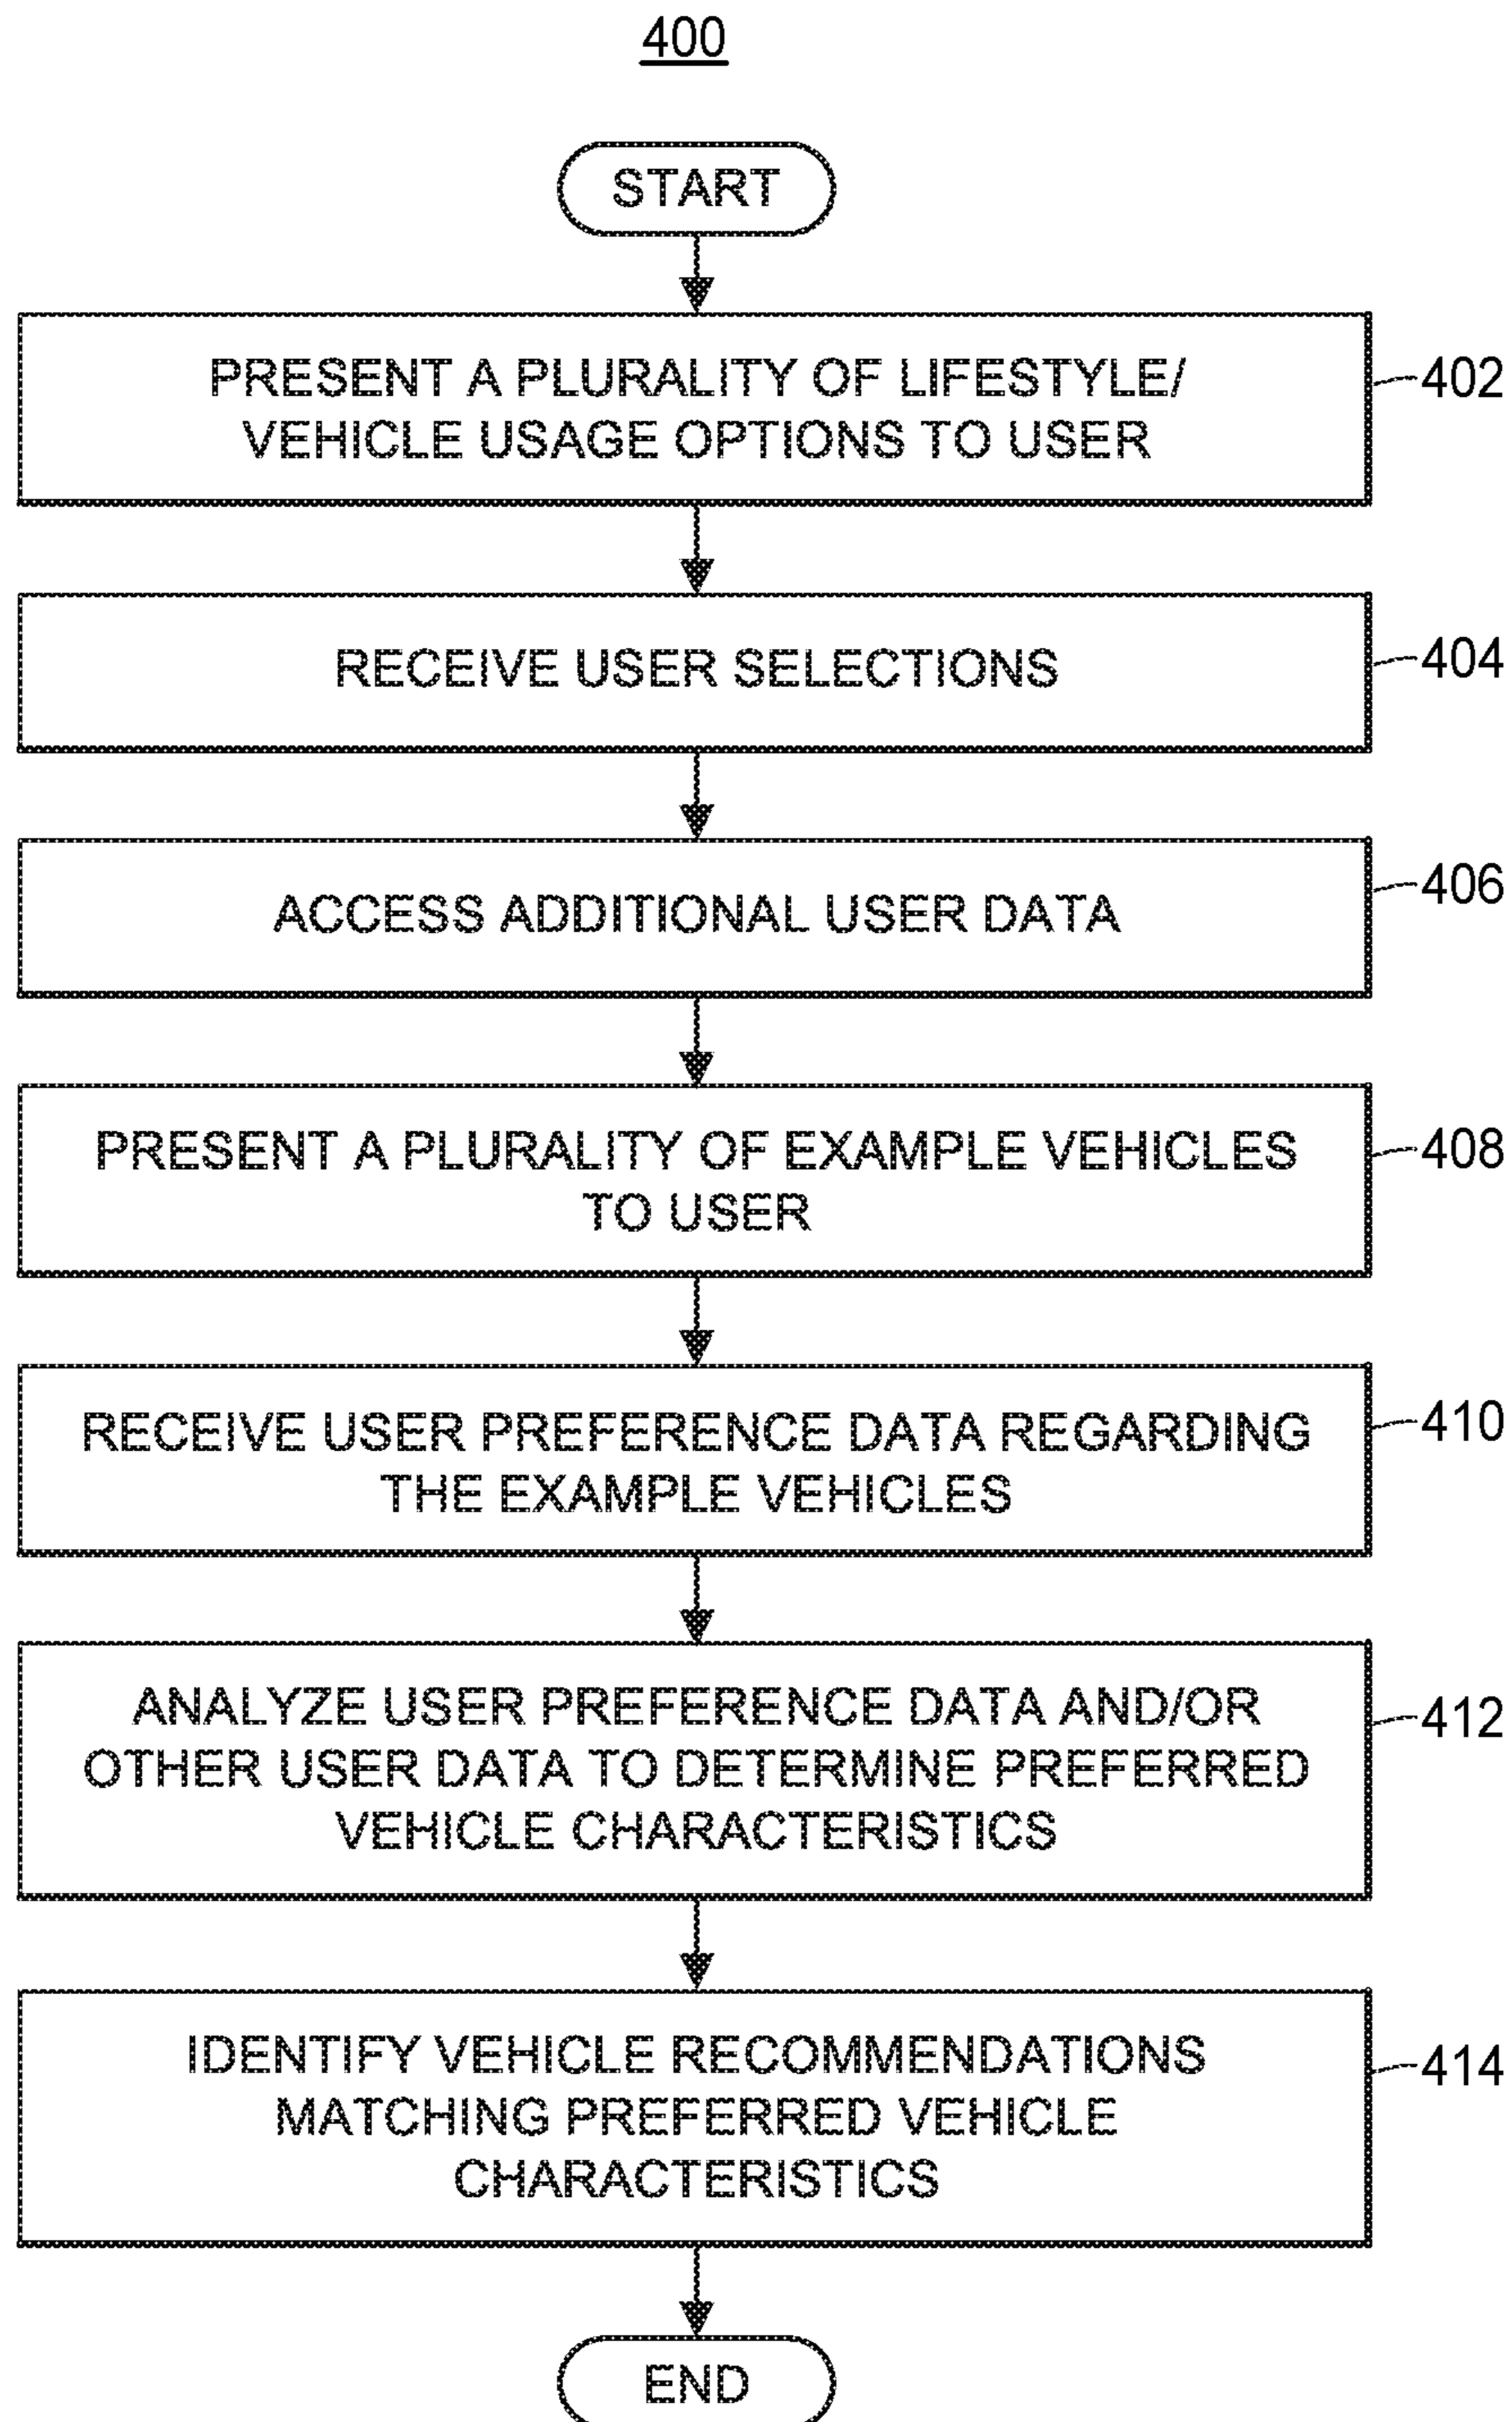 400
START
PRESENT A PLURALITY OF LIFESTYLE/
VEHICLE USAGE OPTIONS TO USER
402
RECEIVE USER SELECTIONS
404
ACCESS ADDITIONAL USER DATA
406
PRESENT A PLURALITY OF EXAMPLE VEHICLES
TO USER
408
RECEIVE USER PREFERENCE DATA REGARDING
THE EXAMPLE VEHICLES
410
ANALYZE USER PREFERENCE DATA AND/OR
OTHER USER DATA TO DETERMINE PREFERRED
VEHICLE CHARACTERISTICS
412
IDENTIFY VEHICLE RECOMMENDATIONS
MATCHING PREFERRED VEHICLE
CHARACTERISTICS
414
END